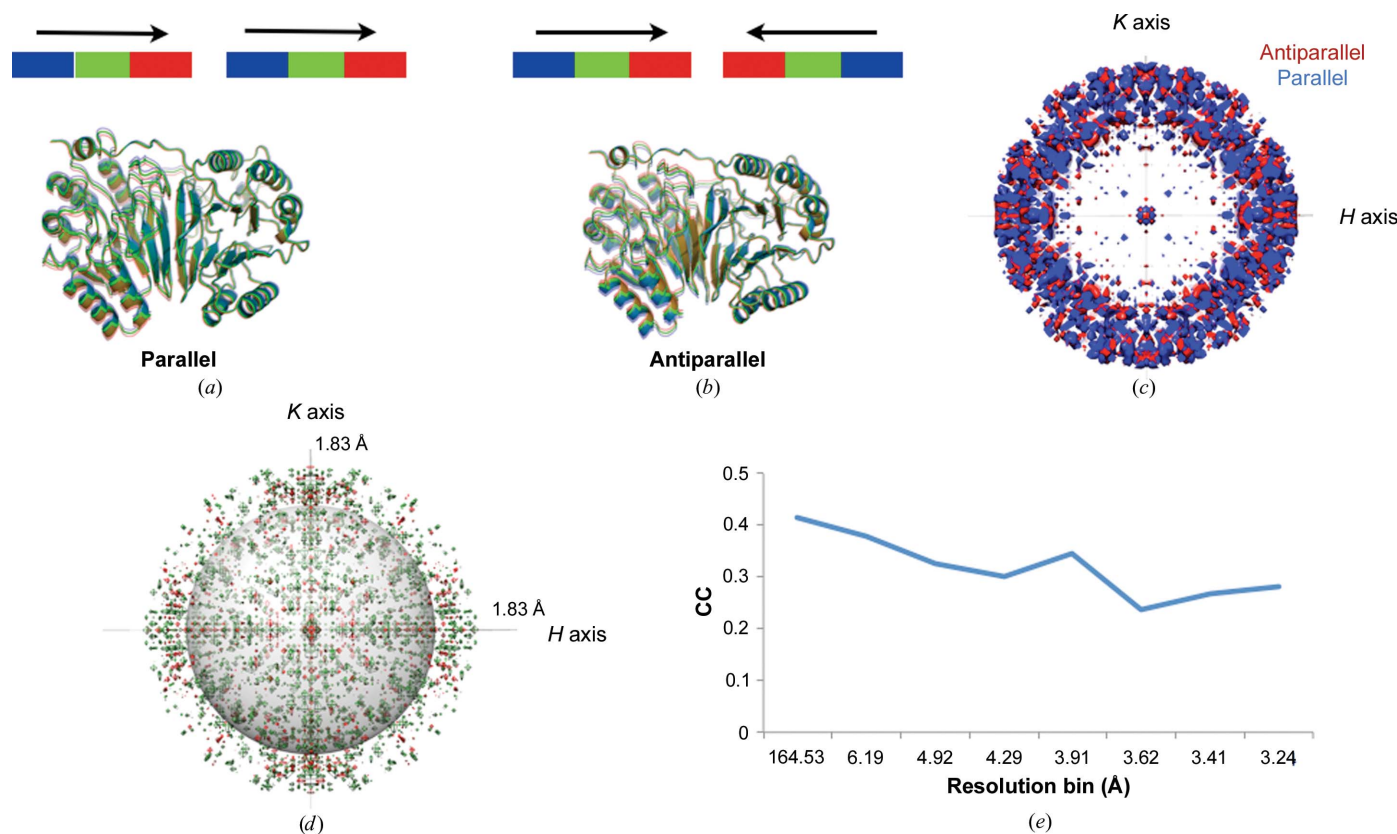 K axis
Antiparallel
Parallel
H axis
Parallel
(a)
Antiparallel
(b)
(c)
K axis
1.83 Å
1.83 Å
H axis
(d)
0.5
0.4
0.3
0.2
0.1
0
CC
164.53 6.19 4.92 4.29 3.91 3.62 3.41 3.24
Resolution bin (Å)
(e)